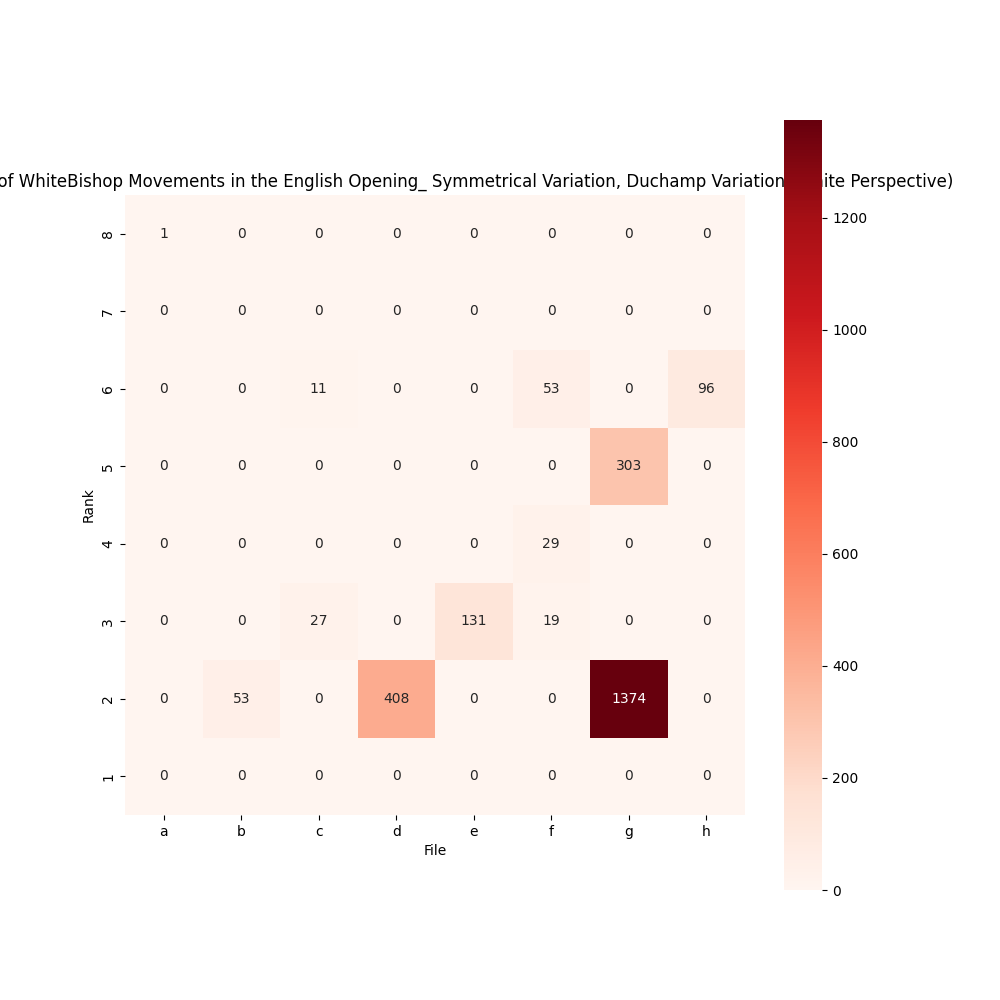 of WhiteBishop Movements in the English Opening_ Symmetrical Variation, Duchamp Variation ite Perspective)
8 1 0 0 0 0 0 0 0
7 0 0 0 0 0 0 0 0
6 0 0 11 0 0 53 0 96
5 0 0 0 0 0 0 303 0
4 0 0 0 0 0 29 0 0
3 0 0 27 0 131 19 0 0
2 0 53 0 408 0 0 1374 0
1 0 0 0 0 0 0 0 0
a b c d e f g h
File
Rank
1200
1000
800
600
400
200
0